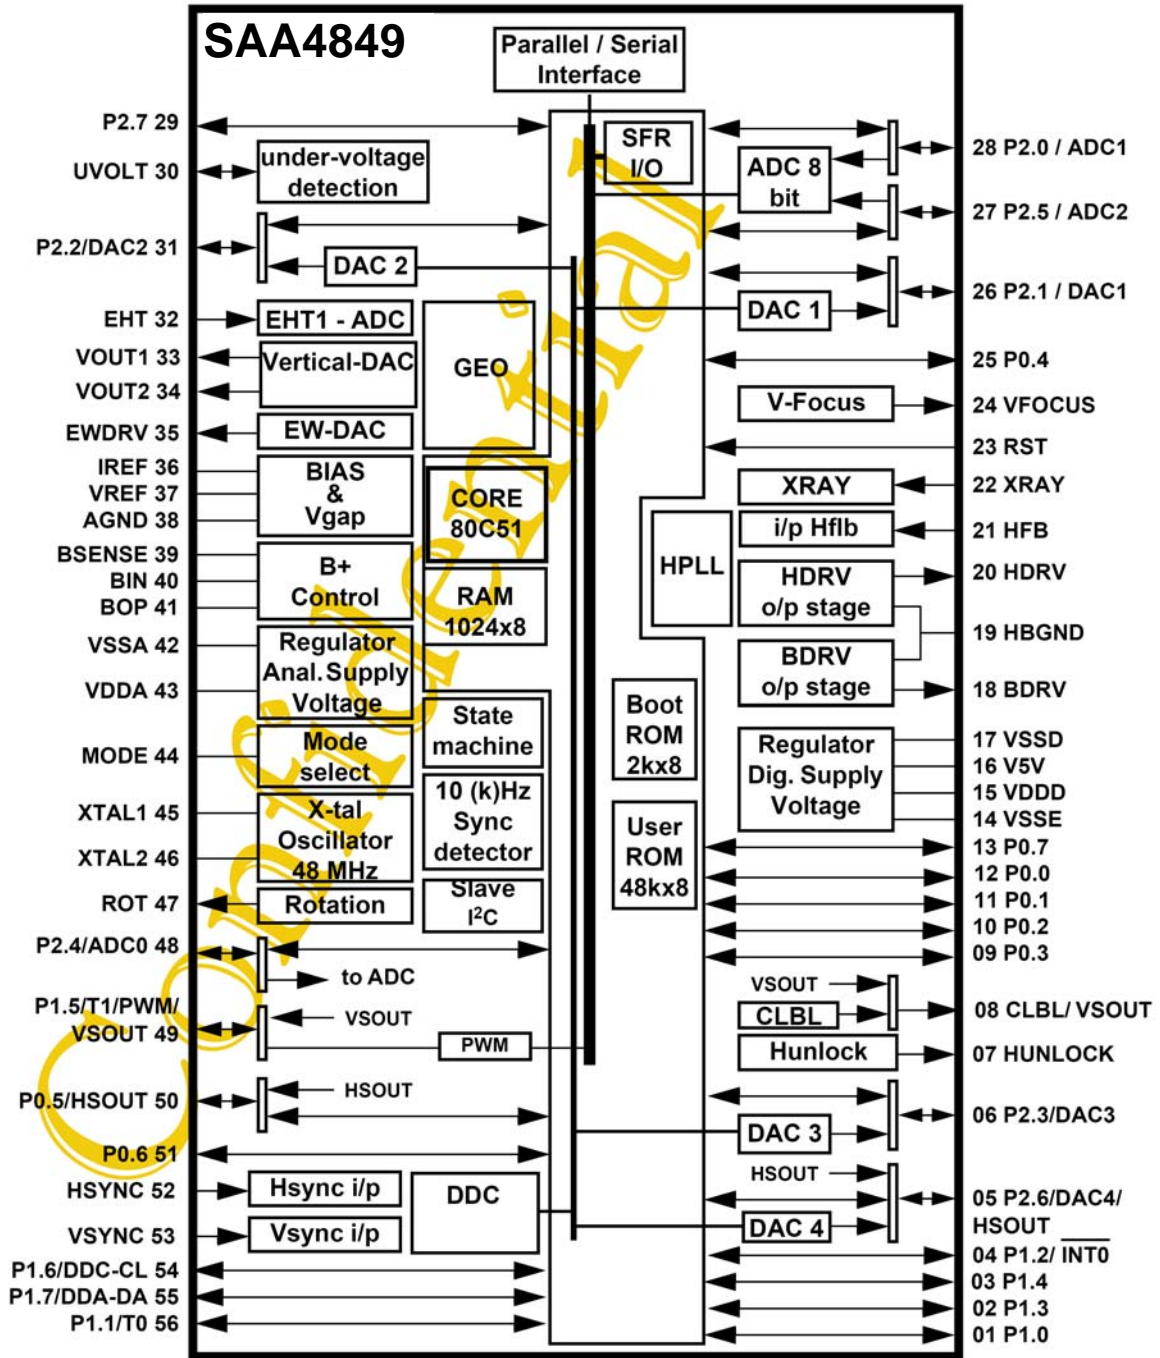 SAA4849
Parallel / Serial
Interface
P2.7 29
UVOLT 30
P2.2/DAC2 31
EHT 32
VOUT1 33
VOUT2 34
EWDRV 35
IREF 36
VREF 37
AGND 38
BSENSE 39
BIN 40
BOP 41
VSSA 42
VDDA 43
MODE 44
XTAL1 45
XTAL2 46
ROT 47
P2.4/ADC0 48
P1.5/T1/PWM/
VSOUT 49
P0.5/HSOUT 50
P0.6 51
HSYNC 52
VSYNC 53
P1.6/DDC-CL 54
P1.7/DDA-DA 55
P1.1/T0 56
under-voltage
detection
DAC 2
EHT1 - ADC
Vertical-DAC
EW-DAC
BIAS
&
Vgap
B+
Control
Regulator
Anal. Supply
Voltage
Mode
select
X-tal
Oscillator
48 MHz
Rotation
to ADC
VSOUT
PWM
HSOUT
Hsync i/p
Vsync i/p
GEO
CORE
80C51
RAM
1024x8
State
machine
10 (k)Hz
Sync
detector
Slave
I²C
DDC
SFR
I/O
HPLL
Boot
ROM
2kx8
User
ROM
48kx8
ADC 8
bit
DAC 1
V-Focus
XRAY
i/p Hflb
HDRV
o/p stage
BDRV
o/p stage
Regulator
Dig. Supply
Voltage
VSOUT
CLBL
Hunlock
DAC 3
HSOUT
DAC 4
28 P2.0 / ADC1
27 P2.5 / ADC2
26 P2.1 / DAC1
25 P0.4
24 VFOCUS
23 RST
22 XRAY
21 HFB
20 HDRV
19 HBGND
18 BDRV
17 VSSD
16 V5V
15 VDDD
14 VSSE
13 P0.7
12 P0.0
11 P0.1
10 P0.2
09 P0.3
08 CLBL/ VSOUT
07 HUNLOCK
06 P2.3/DAC3
05 P2.6/DAC4/
HSOUT
04 P1.2/ INT0
03 P1.4
02 P1.3
01 P1.0
Confidential